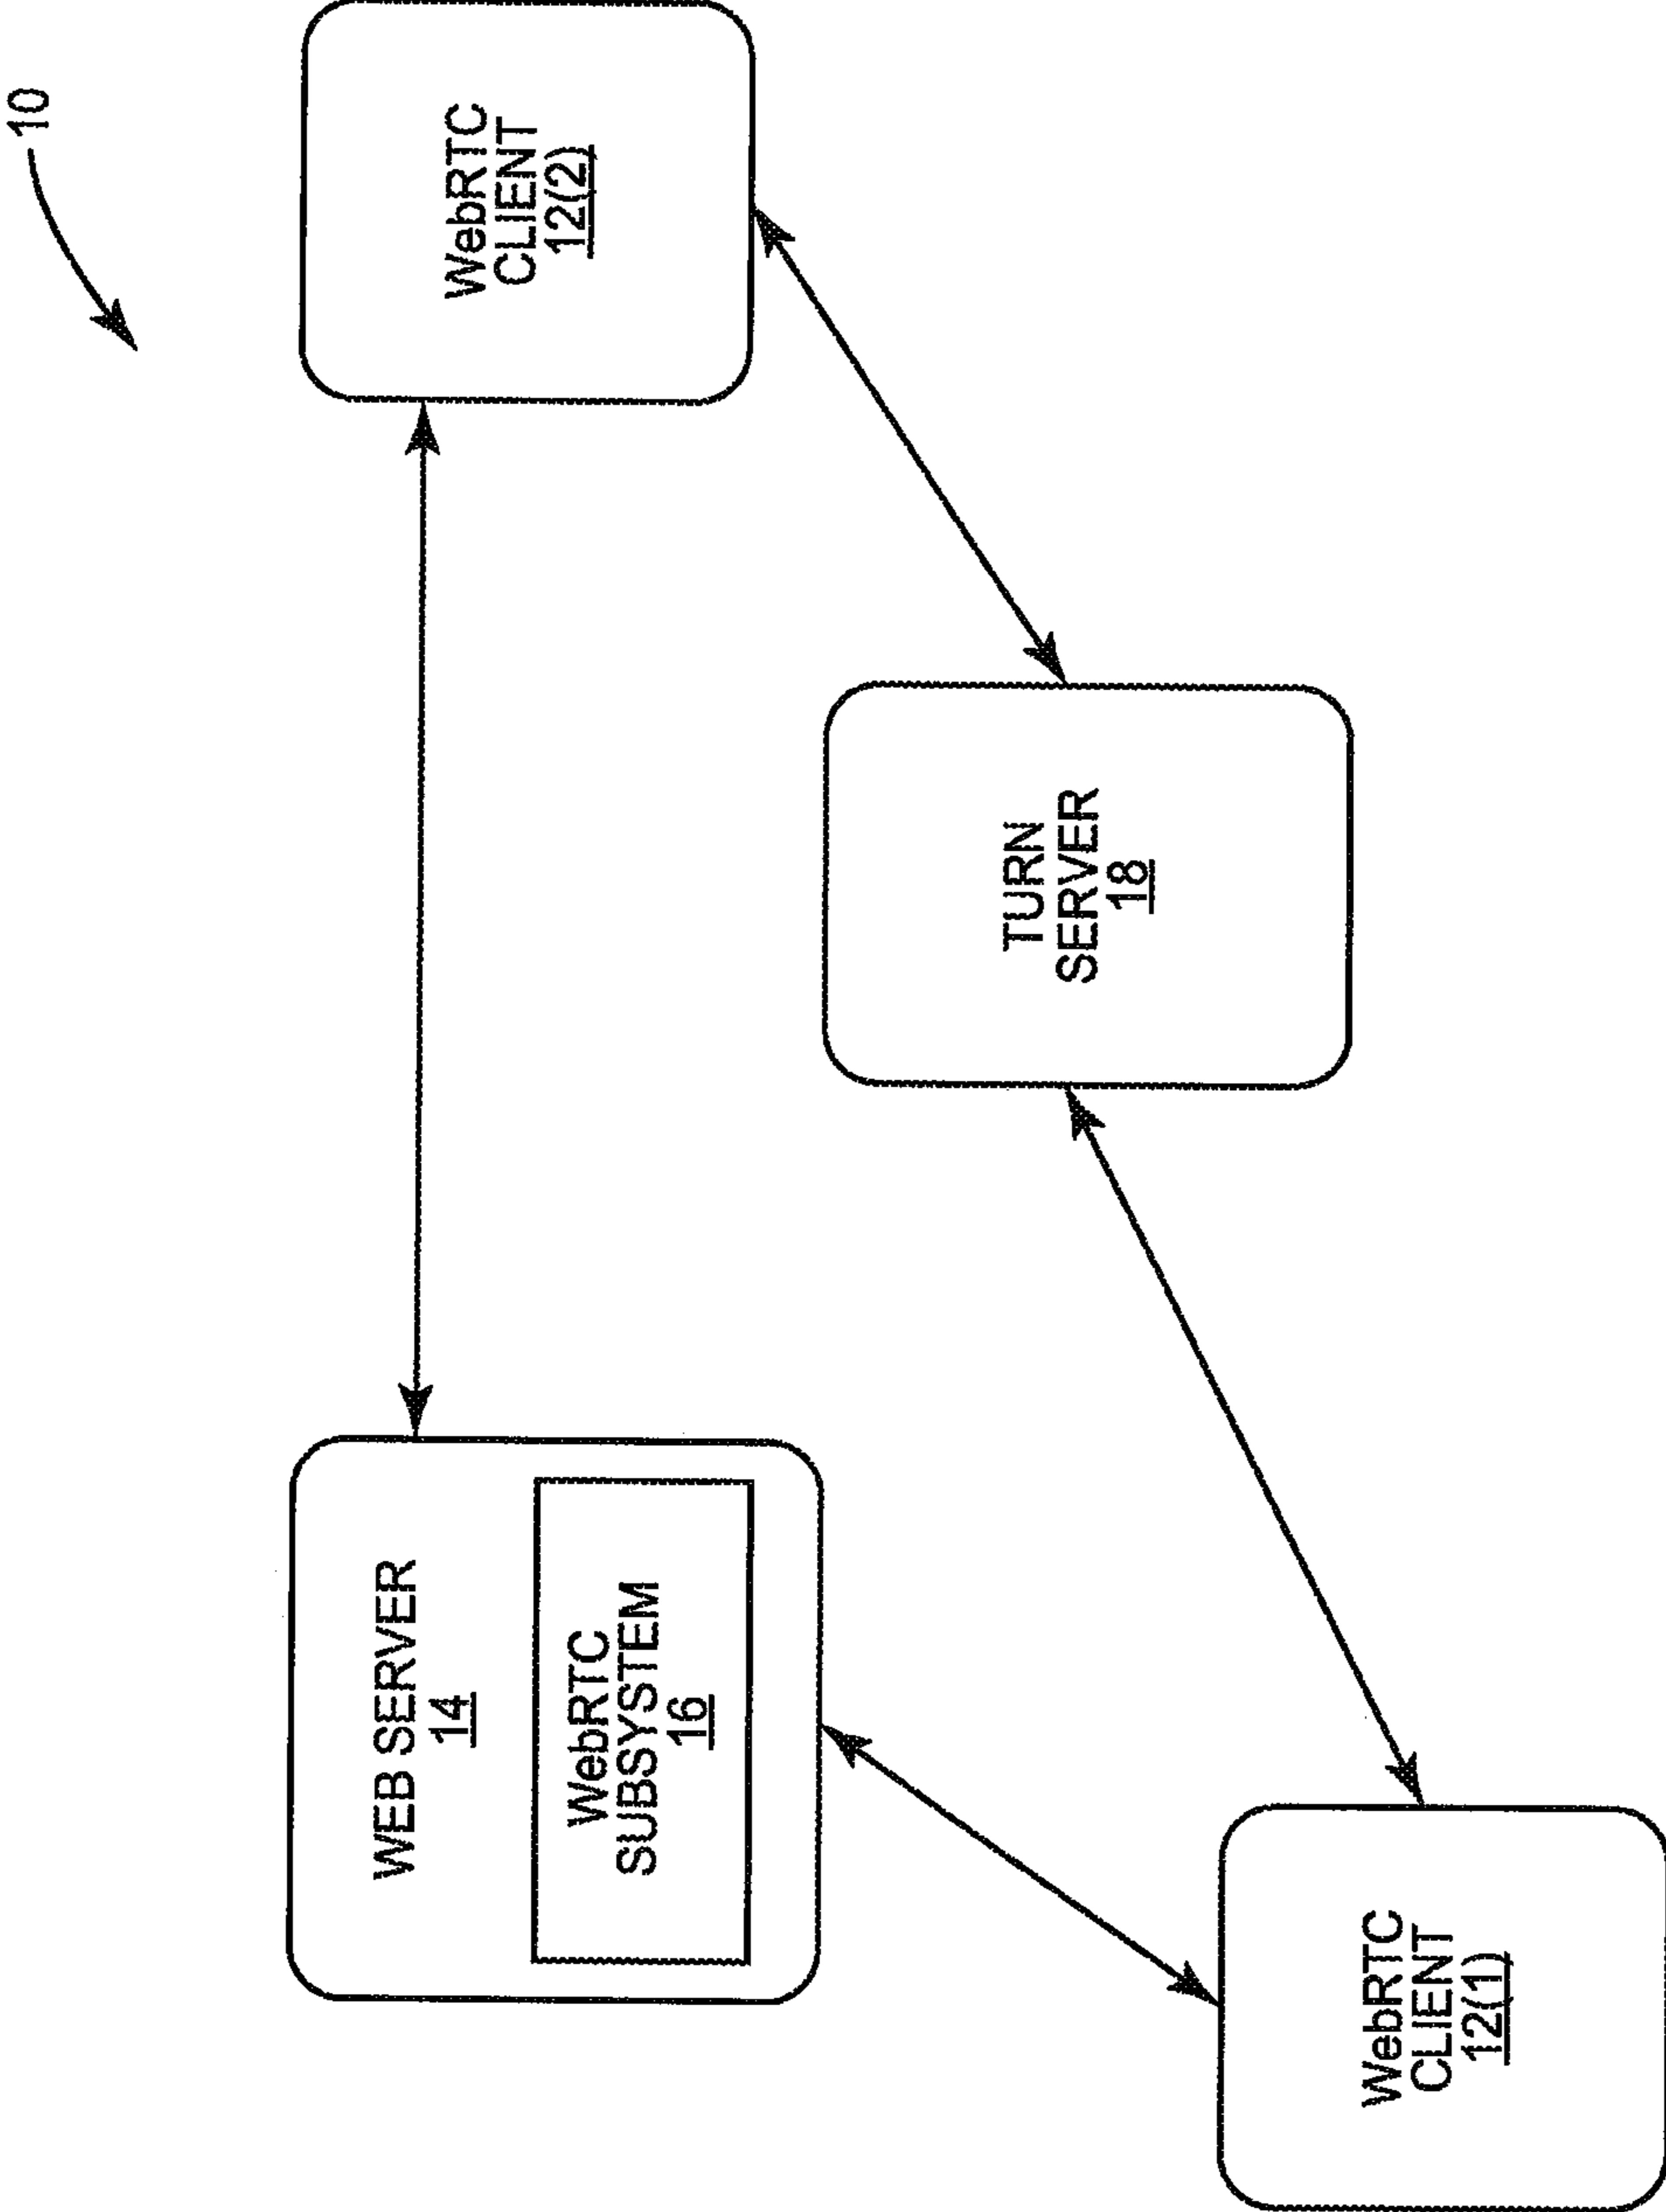 10
WEB SERVER
14
WebRTC
SUBSYSTEM
16
WebRTC
CLIENT
12(2)
TURN
SERVER
18
WebRTC
CLIENT
12(1)